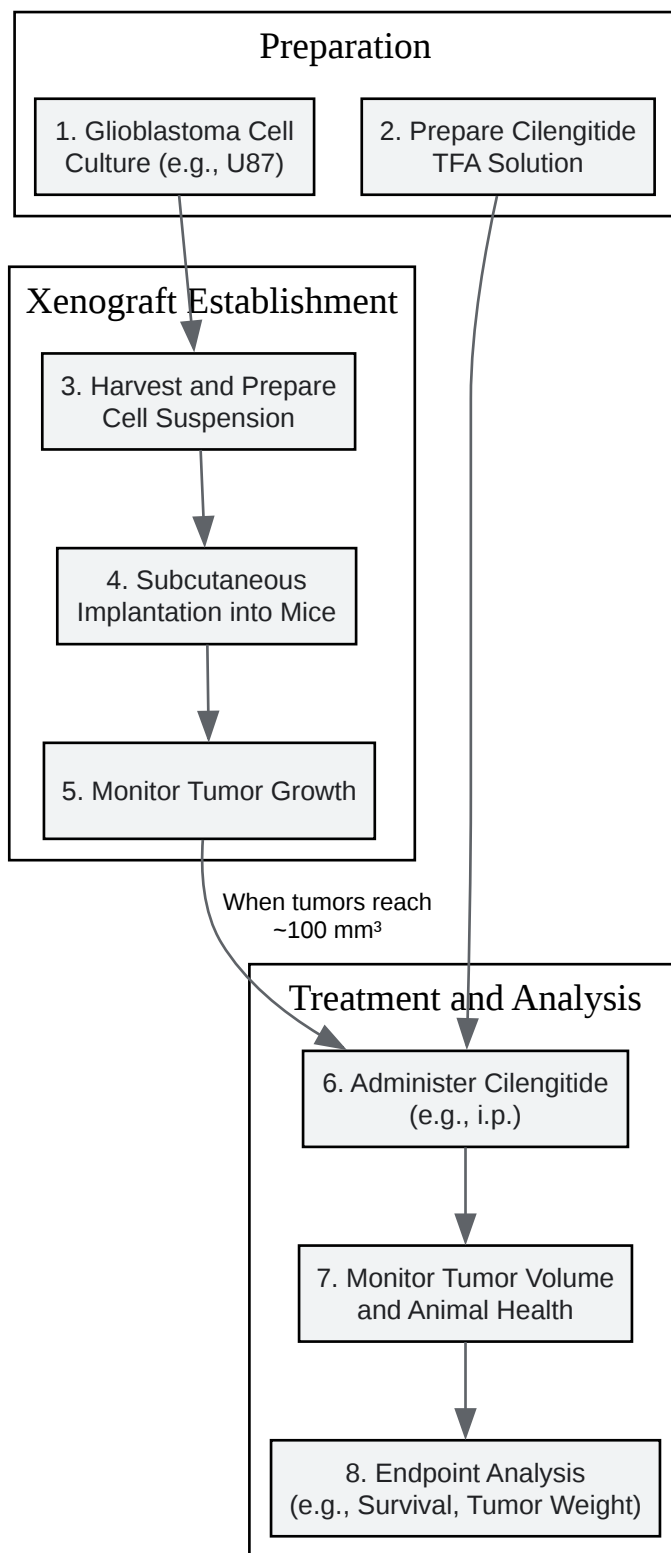 Preparation
1. Glioblastoma Cell
Culture (e.g., U87)
2. Prepare Cilengitide
TFA Solution
Xenograft Establishment
3. Harvest and Prepare
Cell Suspension
4. Subcutaneous
Implantation into Mice
5. Monitor Tumor Growth
When tumors reach
~100 mm³
Treatment and Analysis
6. Administer Cilengitide
(e.g., i.p.)
7. Monitor Tumor Volume
and Animal Health
8. Endpoint Analysis
(e.g., Survival, Tumor Weight)